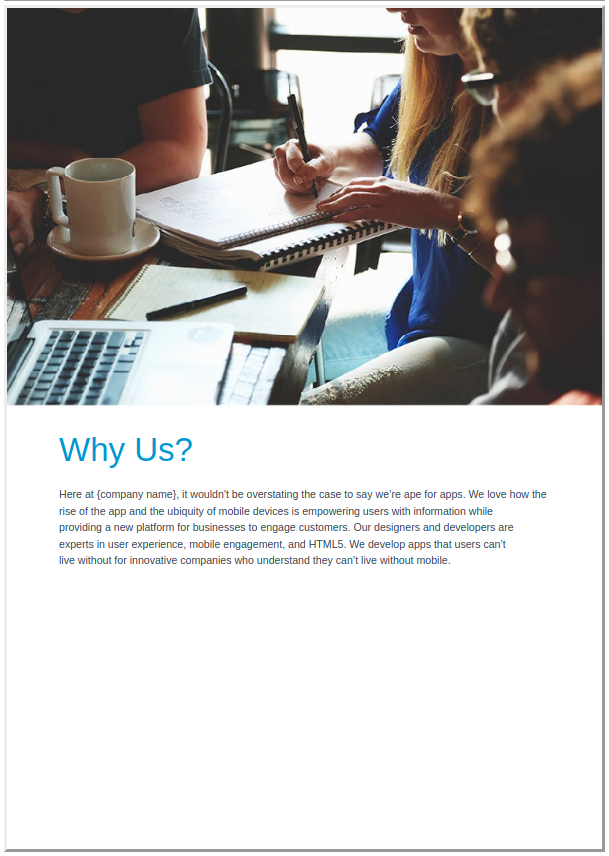 Why Us?
Here at {company name}, it wouldn’t be overstating the case to say we’re ape for apps. We love how the
rise of the app and the ubiquity of mobile devices is empowering users with information while
providing a new platform for businesses to engage customers. Our designers and developers are
experts in user experience, mobile engagement, and HTML5. We develop apps that users can’t
live without for innovative companies who understand they can’t live without mobile.